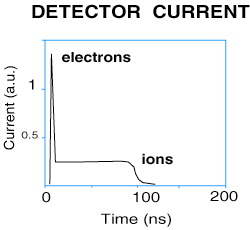 DETECTOR CURRENT
electrons
1
0.5
ions
Current (a.u.)
0 100 200
Time (ns)